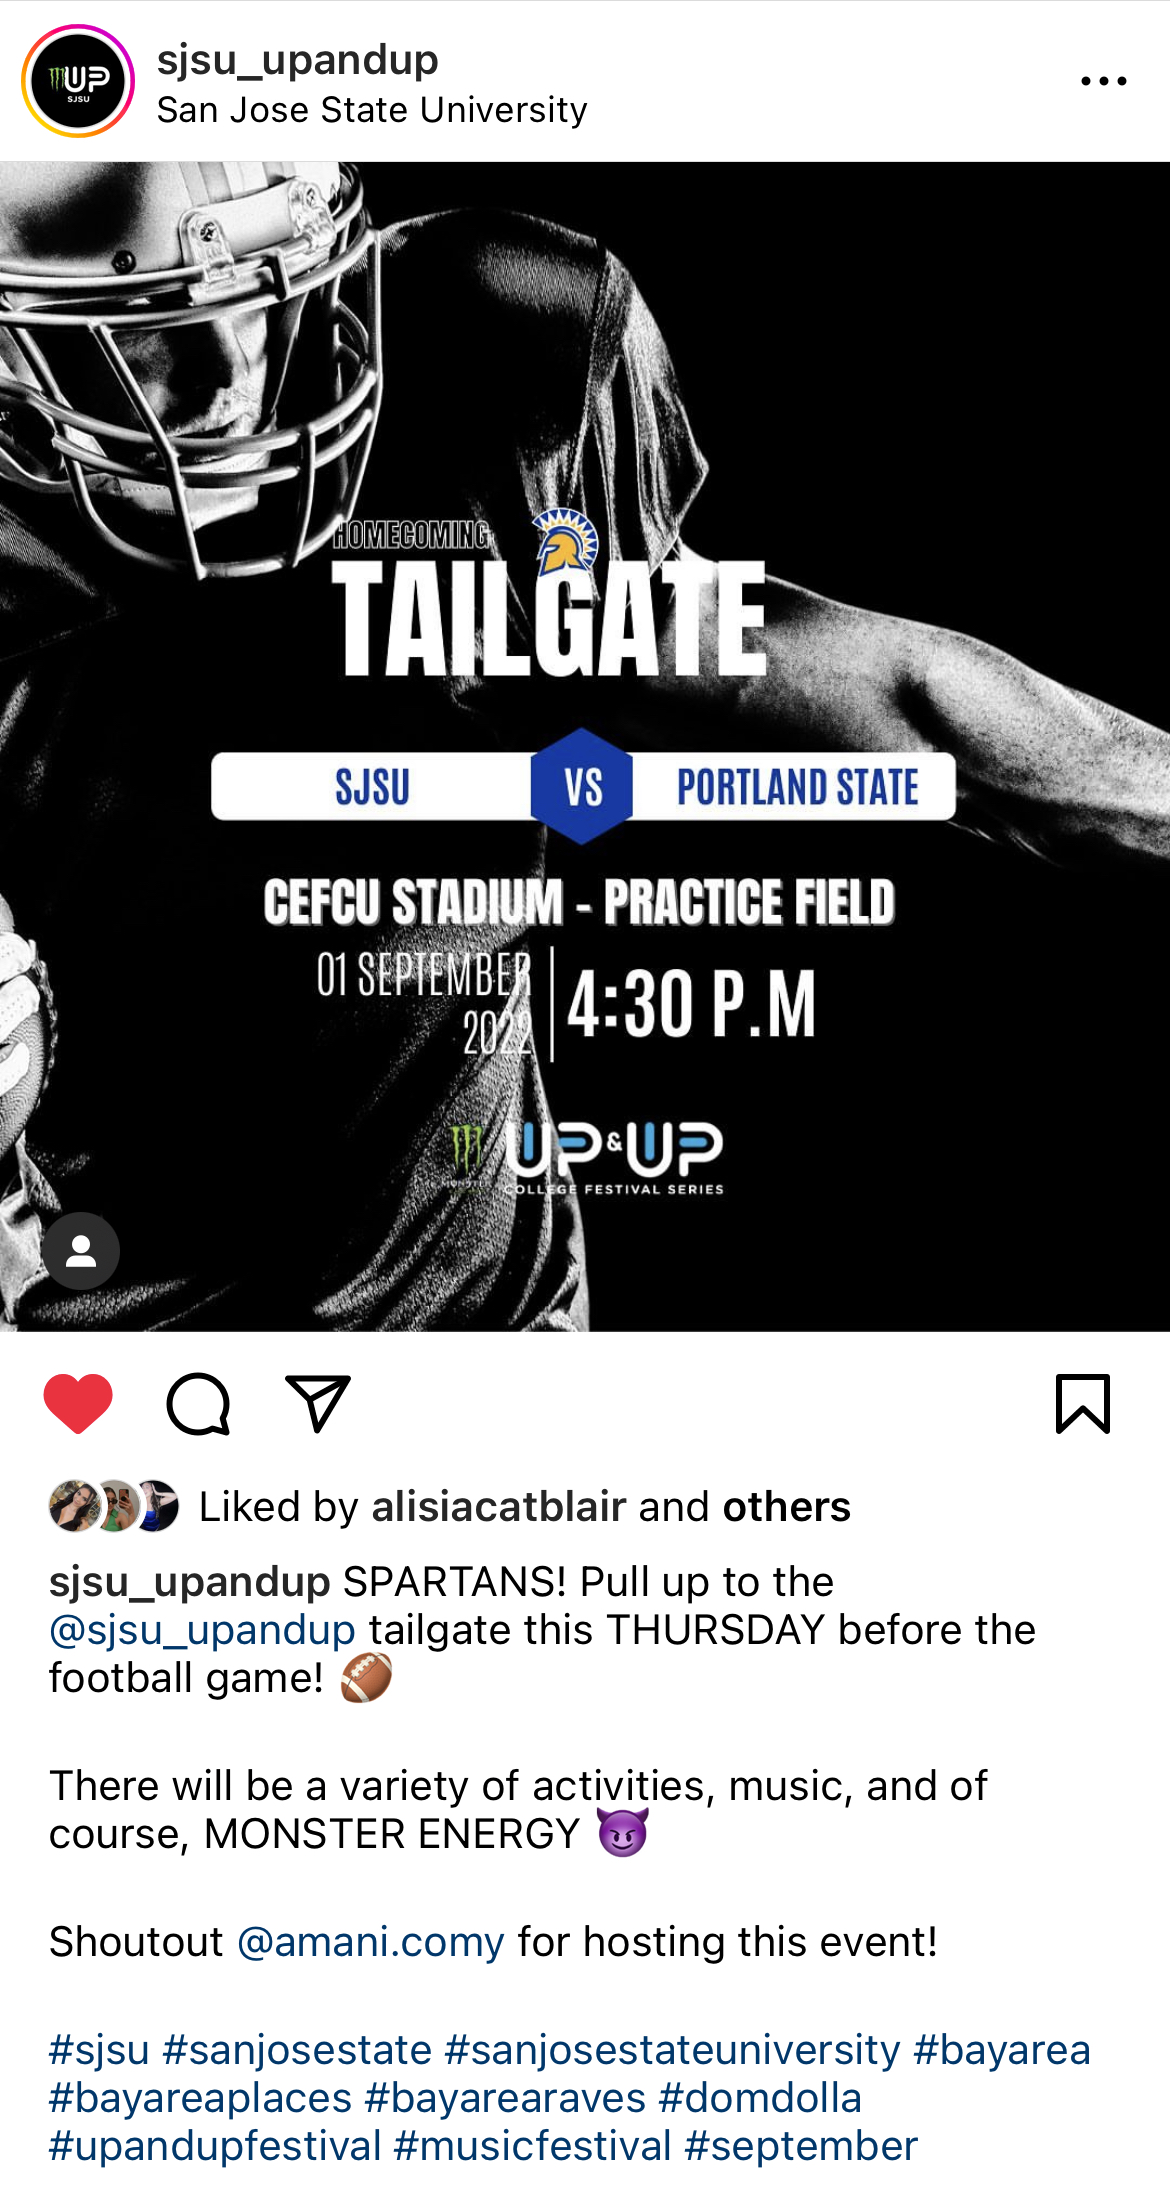 UP
SJSU
sjsu_upandup
San Jose State University
HOMECOMING
TAILGATE
SJSU VS PORTLAND STATE
CEFCU STADIUM - PRACTICE FIELD
01 SEPTEMBER
2022
4:30 P.M
UP&UP
MONSTER
COLLEGE FESTIVAL SERIES
Liked by alisiacatblair and others
sjsu_upandup SPARTANS! Pull up to the
@sjsu_upandup tailgate this THURSDAY before the
football game! 🏈
There will be a variety of activities, music, and of
course, MONSTER ENERGY 😈
Shoutout @amani.comy for hosting this event!
#sjsu #sanjosestate #sanjosestateuniversity #bayarea
#bayareaplaces #bayarearaves #domdolla
#upandupfestival #musicfestival #september